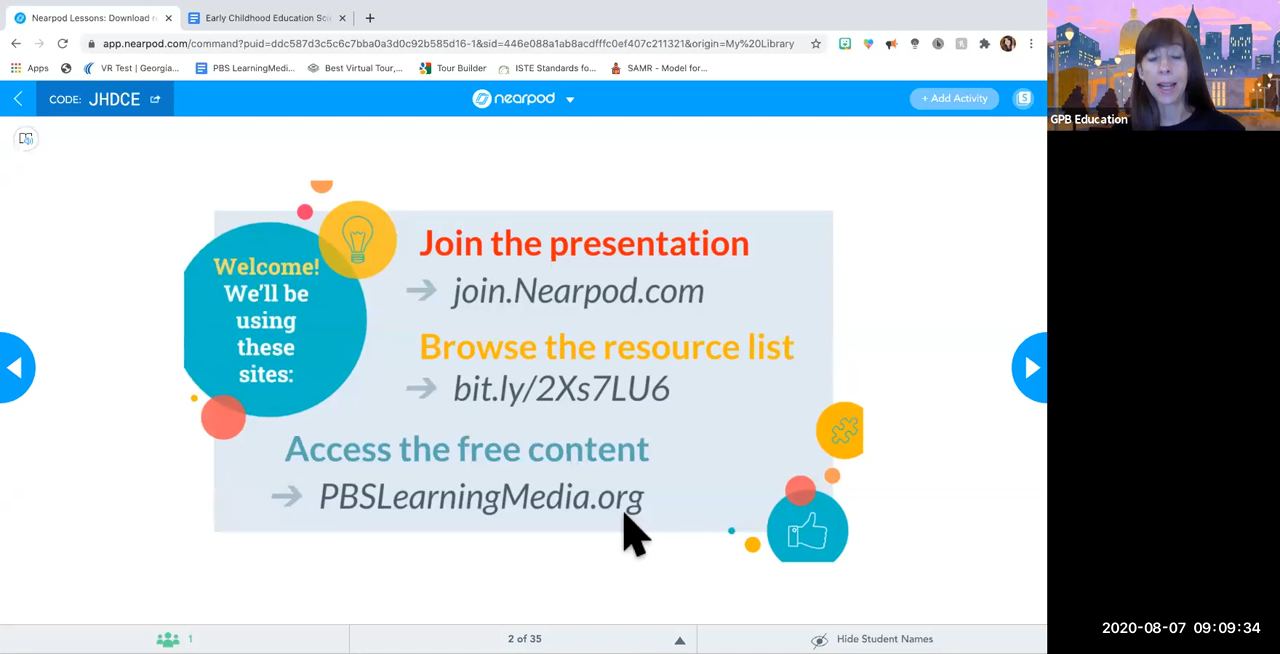 Nearpod Lessons: Download r
Early Childhood Education Sci
app.nearpod.com/command?puid=ddc587d3c5c6c7bba0a3d0c92b585d16-1&sid=446e088a1ab8acdfffc0ef407c211321&origin=My%20Library
Apps
VR Test | Georgia...
PBS LearningMedi...
Best Virtual Tour,...
Tour Builder
ISTE Standards fo...
SAMR - Model for...
CODE: JHDCE
nearpod
+ Add Activity
S
GPB Education
Welcome!
We'll be
using
these
sites:
Join the presentation
➔ join.Nearpod.com
Browse the resource list
➔ bit.ly/2Xs7LU6
Access the free content
➔ PBSLearningMedia.org
1
2 of 35
Hide Student Names
2020-08-07 09:09:34